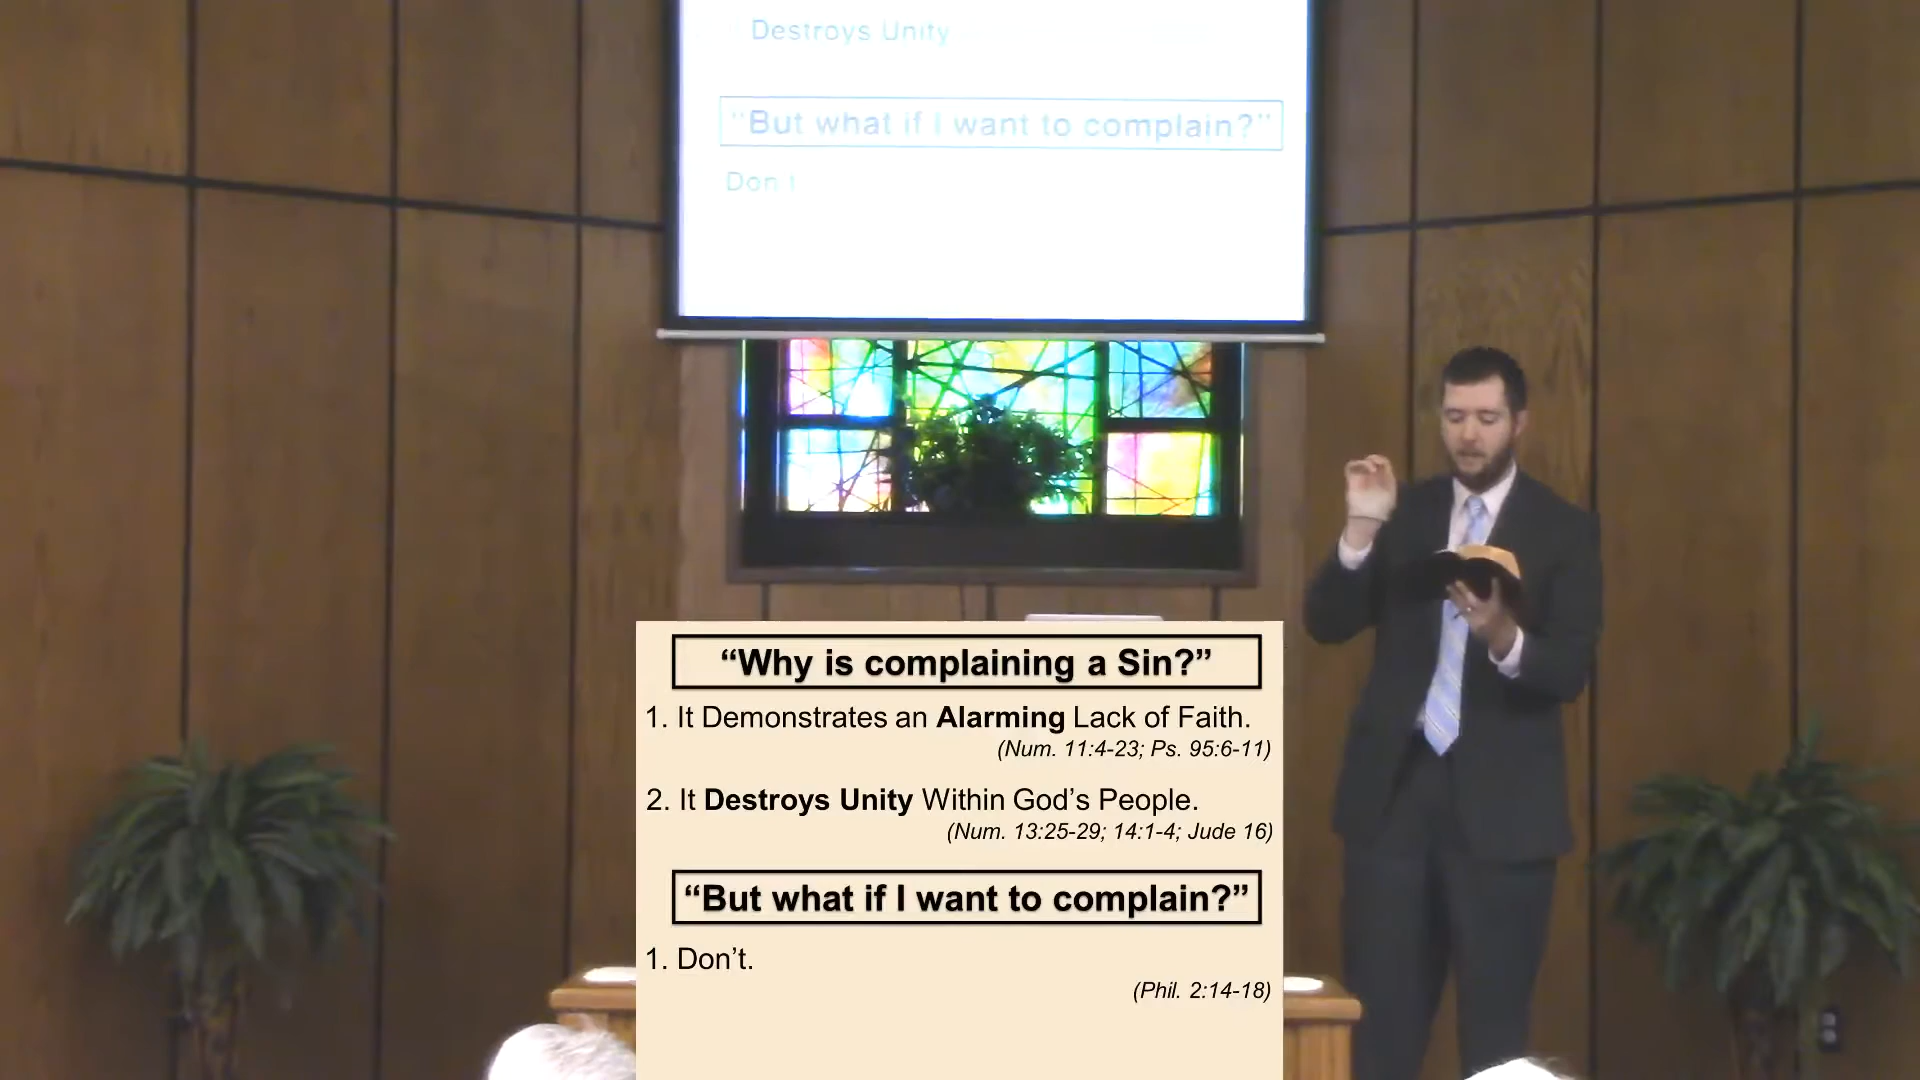 Destroys Unity
"But what if I want to complain?"
Don't
“Why is complaining a Sin?”
1. It Demonstrates an Alarming Lack of Faith.
(Num. 11:4-23; Ps. 95:6-11)
2. It Destroys Unity Within God’s People.
(Num. 13:25-29; 14:1-4; Jude 16)
“But what if I want to complain?”
1. Don’t.
(Phil. 2:14-18)